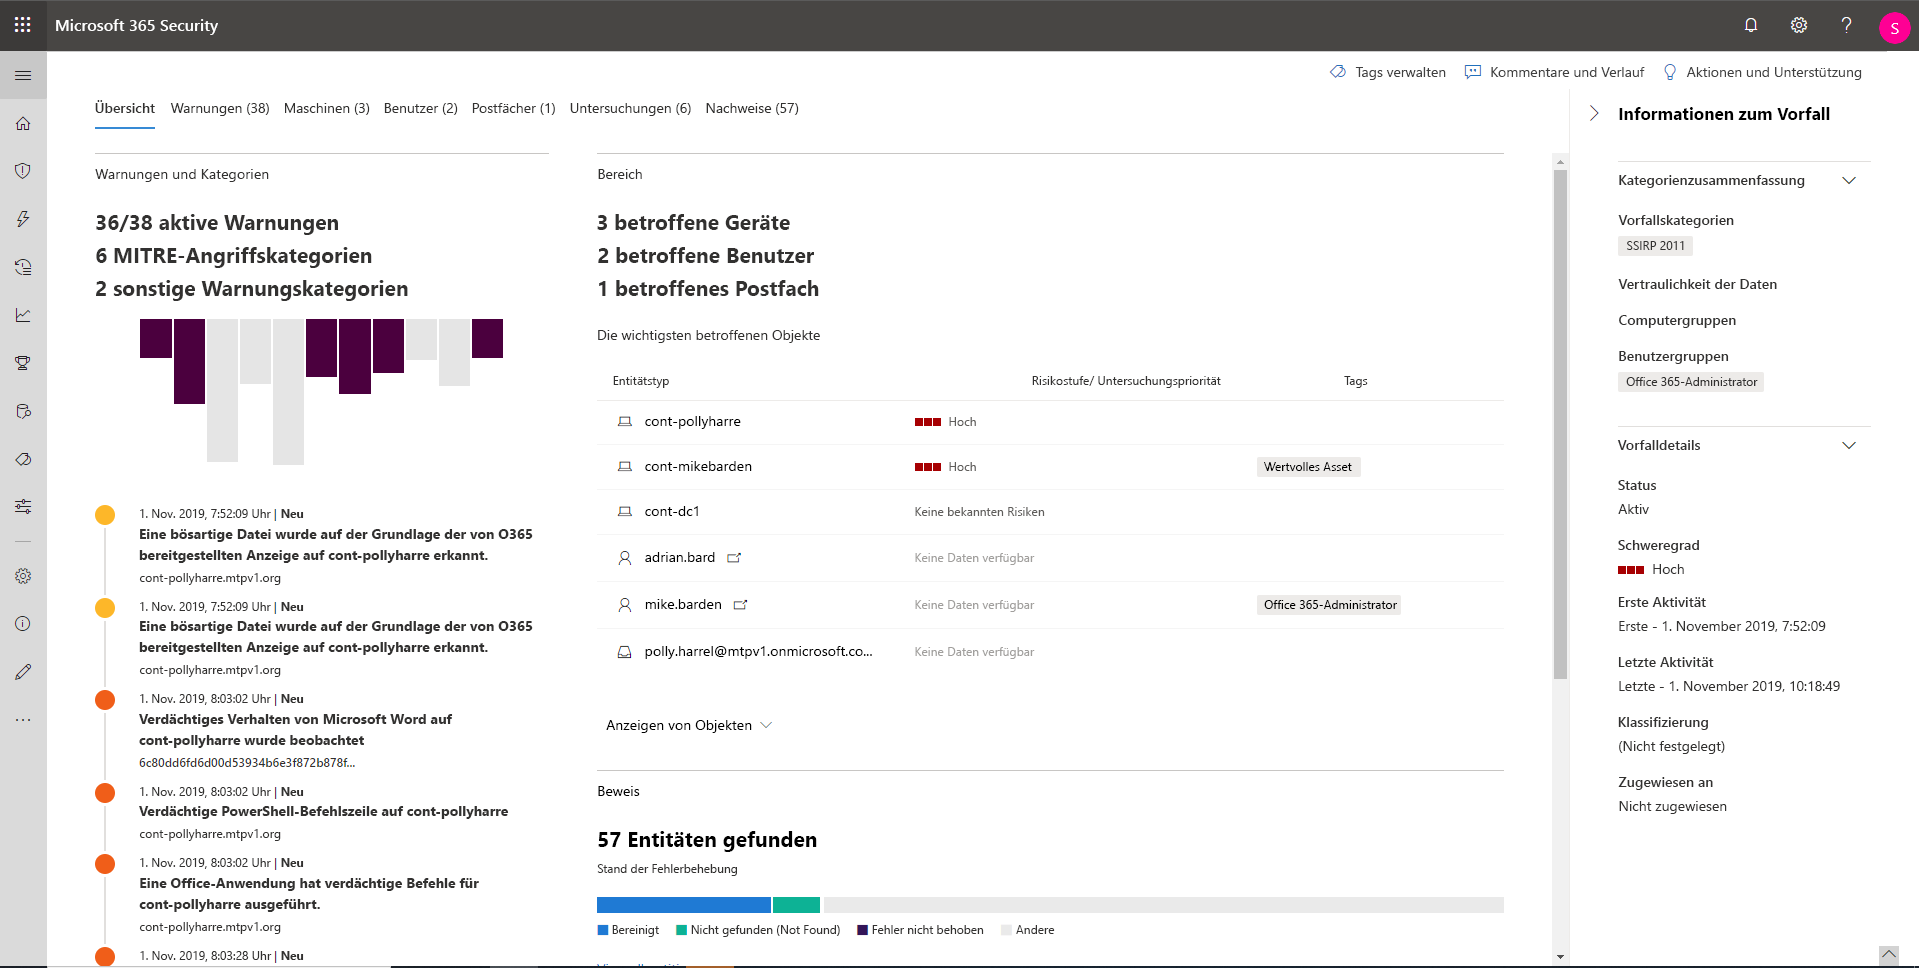 Microsoft 365 Security
S
Tags verwalten
Kommentare und Verlauf
Aktionen und Unterstützung
Übersicht
Warnungen (38)
Maschinen (3)
Benutzer (2)
Postfächer (1)
Untersuchungen (6)
Nachweise (57)
Warnungen und Kategorien
36/38 aktive Warnungen
6 MITRE-Angriffskategorien
2 sonstige Warnungskategorien
1. Nov. 2019, 7:52:09 Uhr | Neu
Eine bösartige Datei wurde auf der Grundlage der von O365
bereitgestellten Anzeige auf cont-pollyharre erkannt.
cont-pollyharre.mtpv1.org
1. Nov. 2019, 7:52:09 Uhr | Neu
Eine bösartige Datei wurde auf der Grundlage der von O365
bereitgestellten Anzeige auf cont-pollyharre erkannt.
cont-pollyharre.mtpv1.org
1. Nov. 2019, 8:03:02 Uhr | Neu
Verdächtiges Verhalten von Microsoft Word auf
cont-pollyharre wurde beobachtet
6c80dd6fd6d00d53934b6e3f872b878f...
1. Nov. 2019, 8:03:02 Uhr | Neu
Verdächtige PowerShell-Befehlszeile auf cont-pollyharre
cont-pollyharre.mtpv1.org
1. Nov. 2019, 8:03:02 Uhr | Neu
Eine Office-Anwendung hat verdächtige Befehle für
cont-pollyharre ausgeführt.
cont-pollyharre.mtpv1.org
1. Nov. 2019, 8:03:28 Uhr | Neu
Bereich
3 betroffene Geräte
2 betroffene Benutzer
1 betroffenes Postfach
Die wichtigsten betroffenen Objekte
Entitätstyp
Risikostufe/ Untersuchungspriorität
Tags
cont-pollyharre
Hoch
cont-mikebarden
Hoch
Wertvolles Asset
cont-dc1
Keine bekannten Risiken
adrian.bard
Keine Daten verfügbar
mike.barden
Keine Daten verfügbar
Office 365-Administrator
polly.harrel@mtpv1.onmicrosoft.co...
Keine Daten verfügbar
Anzeigen von Objekten
Beweis
57 Entitäten gefunden
Stand der Fehlerbehebung
Bereinigt
Nicht gefunden (Not Found)
Fehler nicht behoben
Andere
Informationen zum Vorfall
Kategorienzusammenfassung
Vorfallskategorien
SSIRP 2011
Vertraulichkeit der Daten
Computergruppen
Benutzergruppen
Office 365-Administrator
Vorfalldetails
Status
Aktiv
Schweregrad
Hoch
Erste Aktivität
Erste - 1. November 2019, 7:52:09
Letzte Aktivität
Letzte - 1. November 2019, 10:18:49
Klassifizierung
(Nicht festgelegt)
Zugewiesen an
Nicht zugewiesen